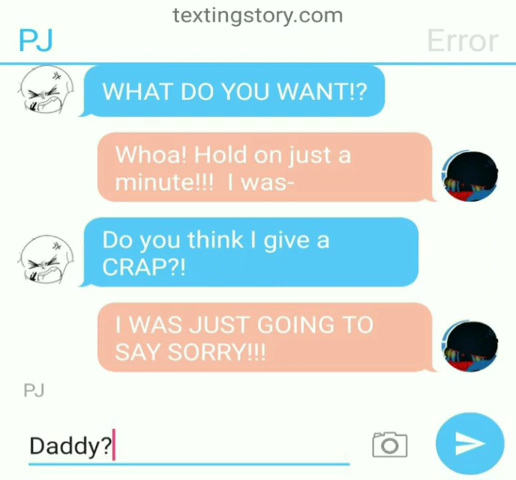 textingstory.com
PJ
Error
WHAT DO YOU WANT!?
Whoa! Hold on just a
minute!!! I was-
Do you think I give a
CRAP?!
I WAS JUST GOING TO
SAY SORRY!!!
PJ
Daddy?